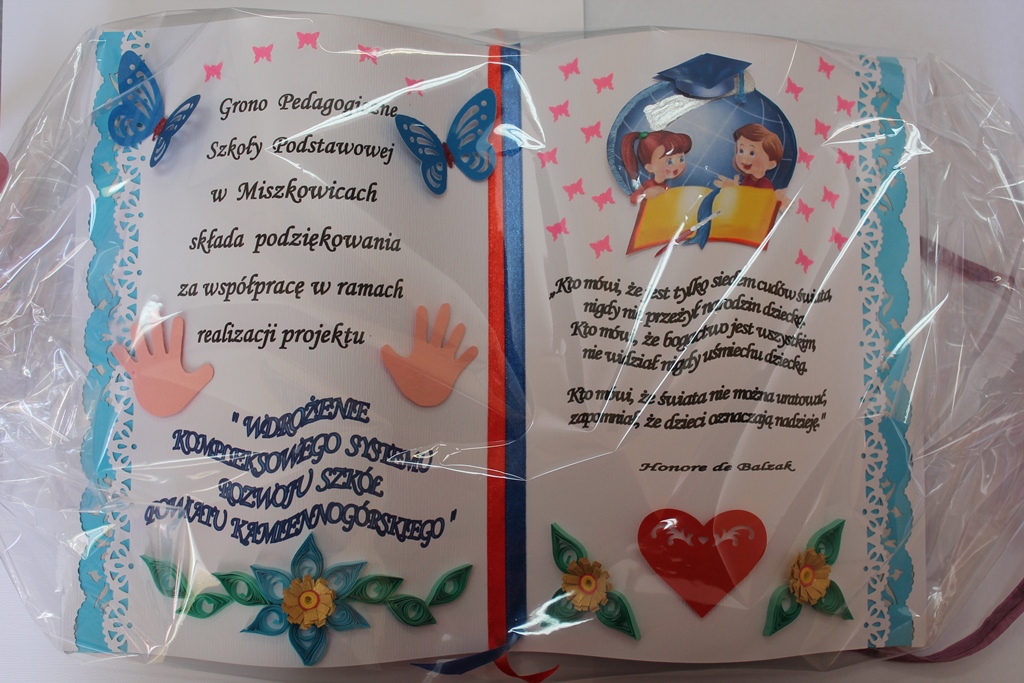 Grono Pedagogiczne
Szkoły Podstawowej
w Miszkowicach
składa podziękowania
za współpracę w ramach
realizacji projektu
" WDROŻENIE
KOMPLEKSOWEGO SYSTEMU
ROZWOJU SZKÓŁ
POWIATU KAMIENNOGÓRSKIEGO "
„Kto mówi, że jest tylko siedem cudów świata,
nigdy nie przeżył narodzin dziecka.
Kto mówi, że bogactwo jest wszystkim,
nie widział nigdy uśmiechu dziecka.
Kto mówi, że świata nie można uratować,
zapomniał, że dzieci oznaczają nadzieję."
Honore de Balzak